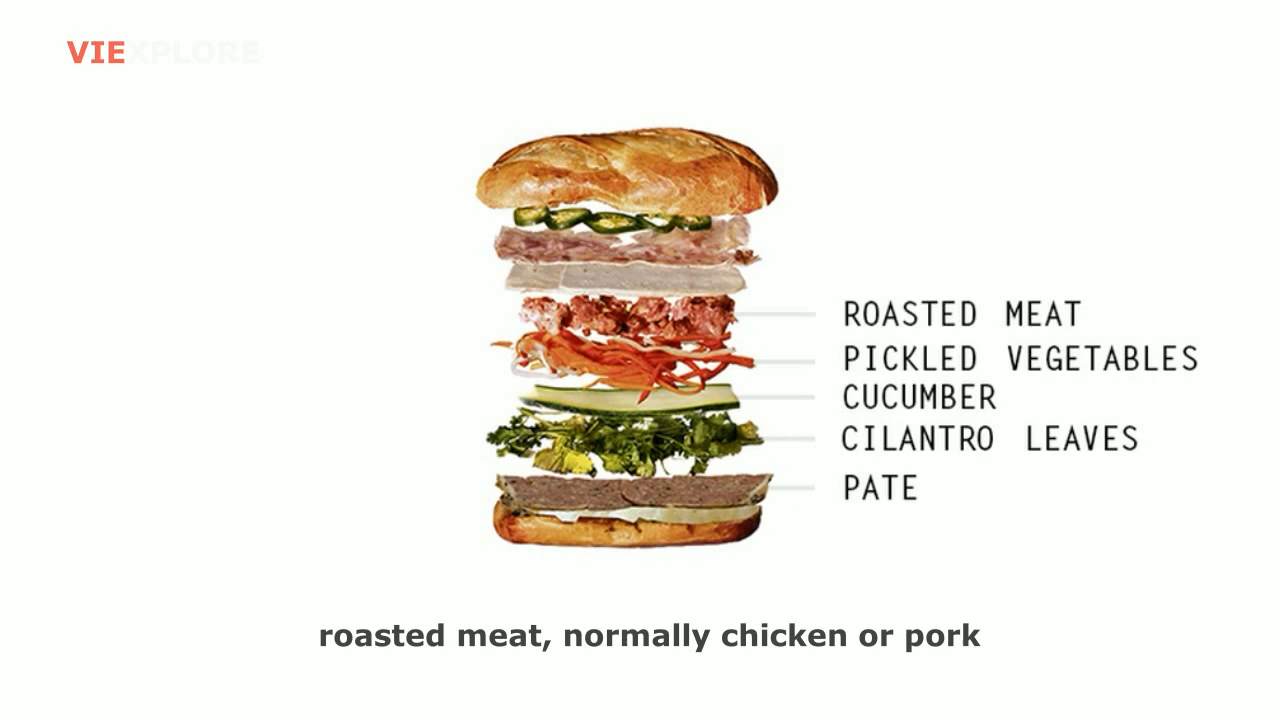 VIEXPLORE
ROASTED MEAT
PICKLED VEGETABLES
CUCUMBER
CILANTRO LEAVES
PATE
roasted meat, normally chicken or pork